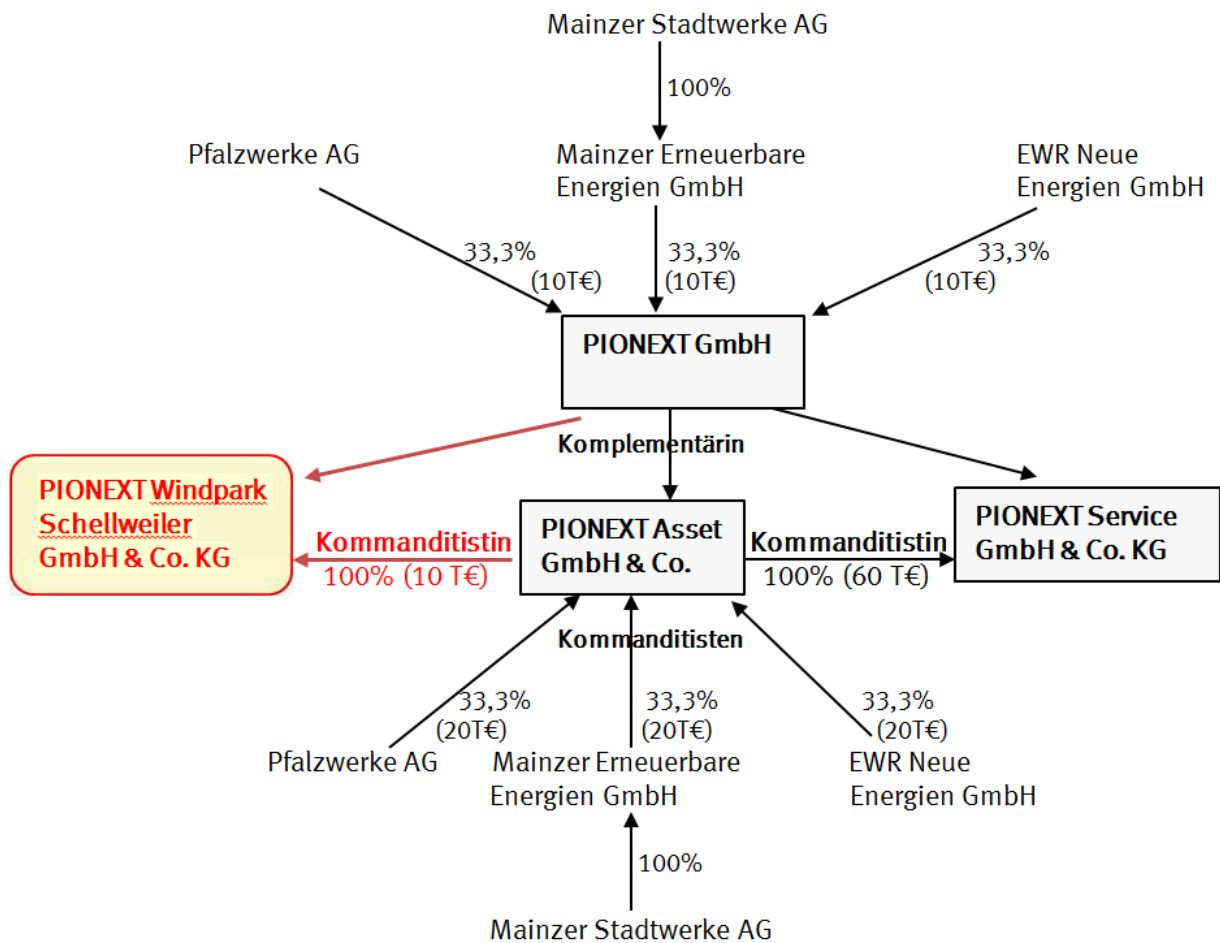 Mainzer Stadtwerke AG
100%
Pfalzwerke AG
Mainzer Erneuerbare
Energien GmbH
EWR Neue
Energien GmbH
33,3%
(10T€)
33,3%
(10T€)
33,3%
(10T€)
PIONEXT GmbH
Komplementärin
PIONEXT Windpark
Schellweiler
GmbH & Co. KG
Kommanditistin
100% (10 T€)
PIONEXT Asset
GmbH & Co.
Kommanditistin
100% (60 T€)
PIONEXT Service
GmbH & Co. KG
Kommanditisten
33,3%
(20T€)
33,3%
(20T€)
33,3%
(20T€)
Pfalzwerke AG
Mainzer Erneuerbare
Energien GmbH
EWR Neue
Energien GmbH
100%
Mainzer Stadtwerke AG